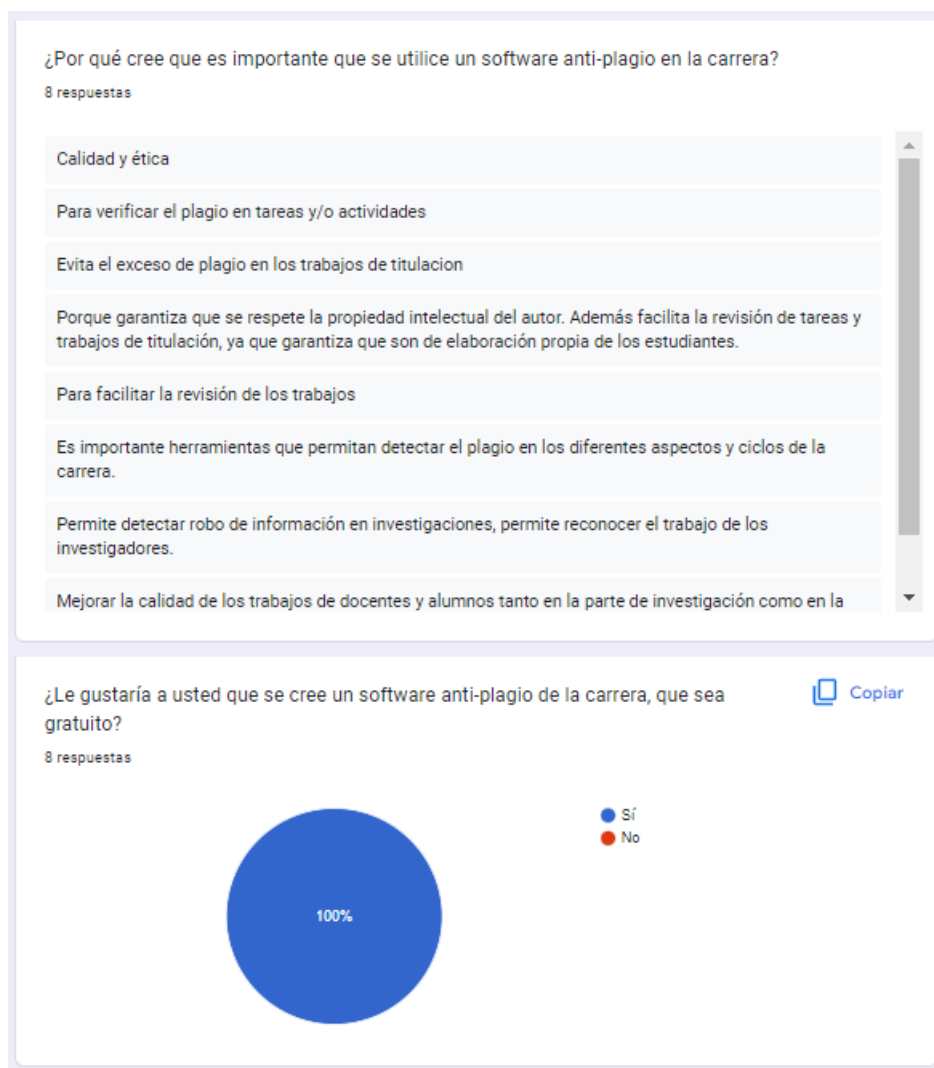 ¿Por qué cree que es importante que se utilice un software anti-plagio en la carrera?
8 respuestas
Calidad y ética
Para verificar el plagio en tareas y/o actividades
Evita el exceso de plagio en los trabajos de titulacion
Porque garantiza que se respete la propiedad intelectual del autor. Además facilita la revisión de tareas y
trabajos de titulación, ya que garantiza que son de elaboración propia de los estudiantes.
Para facilitar la revisión de los trabajos
Es importante herramientas que permitan detectar el plagio en los diferentes aspectos y ciclos de la
carrera.
Permite detectar robo de información en investigaciones, permite reconocer el trabajo de los
investigadores.
Mejorar la calidad de los trabajos de docentes y alumnos tanto en la parte de investigación como en la
¿Le gustaría a usted que se cree un software anti-plagio de la carrera, que sea
gratuito?
Copiar
8 respuestas
Sí
No
100%